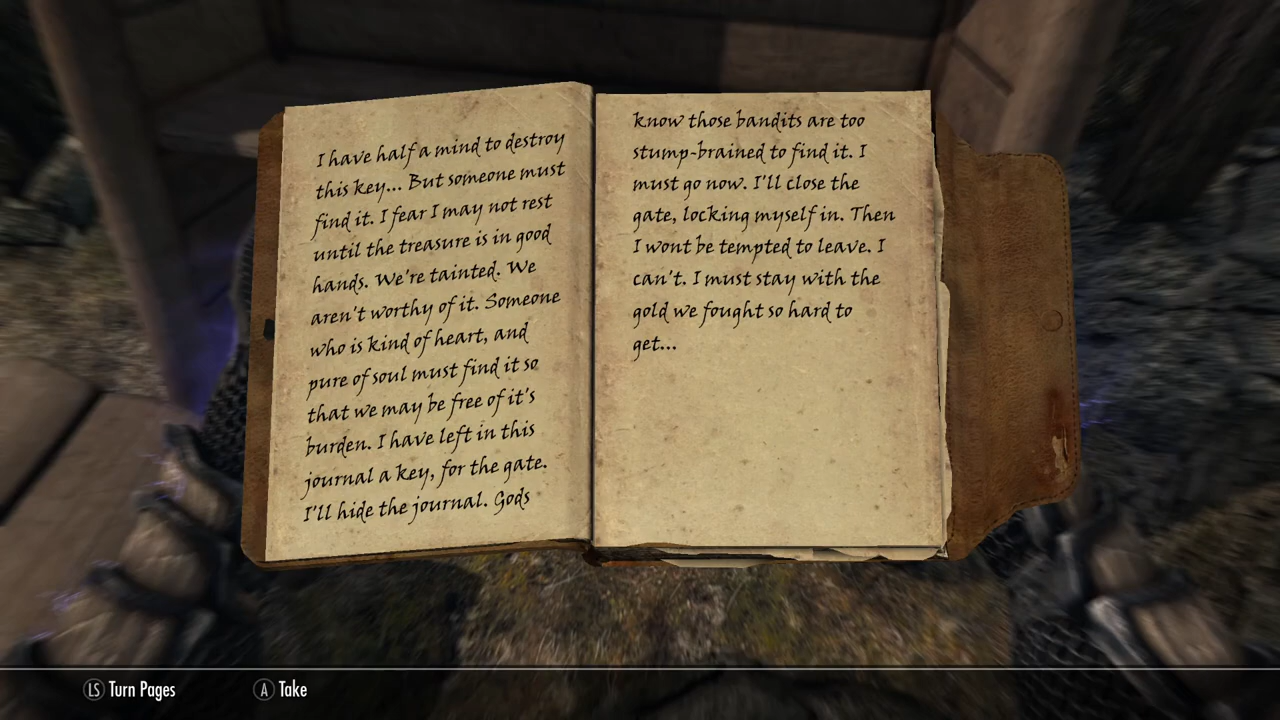 I have half a mind to destroy
this key... But someone must
find it. I fear I may not rest
until the treasure is in good
hands. We're tainted. We
aren't worthy of it. Someone
who is kind of heart, and
pure of soul must find it so
that we may be free of it's
burden. I have left in this
journal a key, for the gate.
I'll hide the journal. Gods
know those bandits are too
stump-brained to find it. I
must go now. I'll close the
gate, locking myself in. Then
I wont be tempted to leave. I
can't. I must stay with the
gold we fought so hard to
get...
LS Turn Pages
A Take